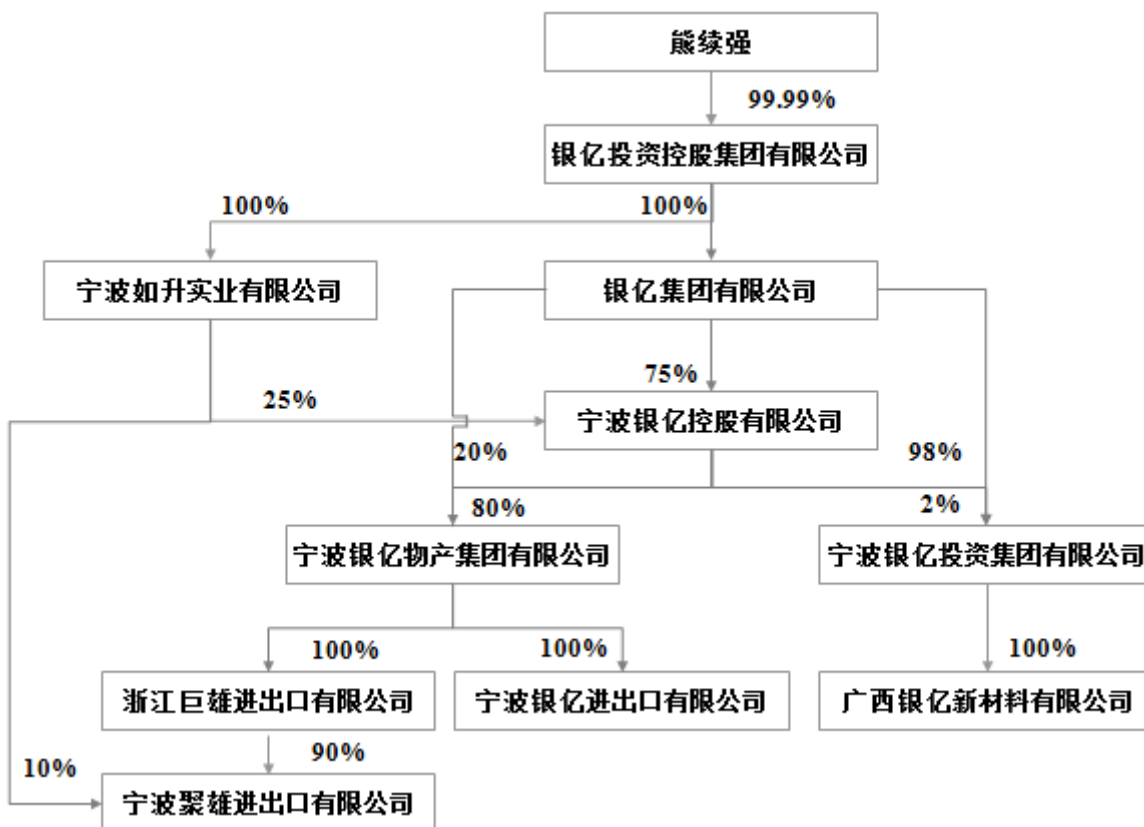 熊续强
99.99%
银亿投资控股集团有限公司
100%
100%
宁波如升实业有限公司
银亿集团有限公司
75%
25%
宁波银亿控股有限公司
20%
98%
80%
2%
宁波银亿物产集团有限公司
宁波银亿投资集团有限公司
100%
100%
100%
浙江巨雄进出口有限公司
宁波银亿进出口有限公司
广西银亿新材料有限公司
90%
10%
宁波聚雄进出口有限公司